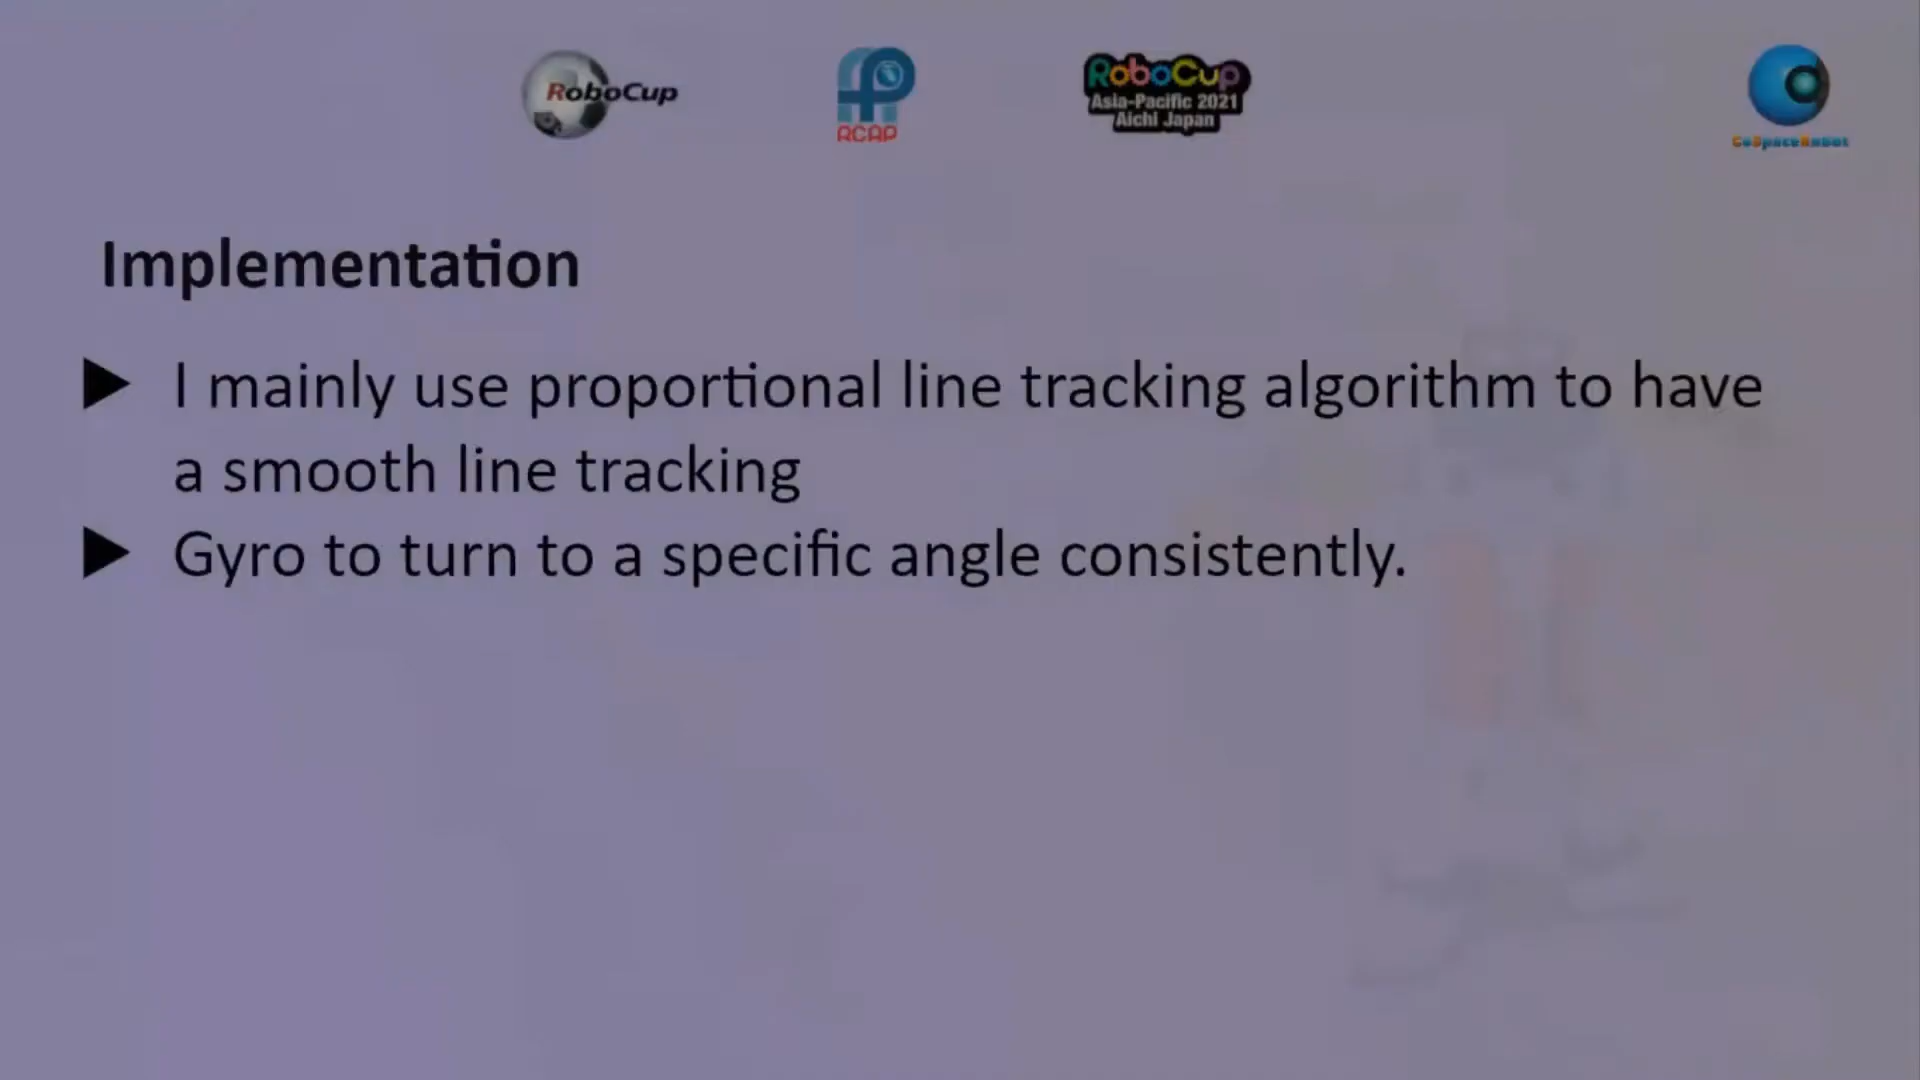 RoboCup
RCAP
RoboCup
Asia-Pacific 2021
Aichi Japan
CoSpaceRobot
Implementation
I mainly use proportional line tracking algorithm to have
a smooth line tracking
Gyro to turn to a specific angle consistently.